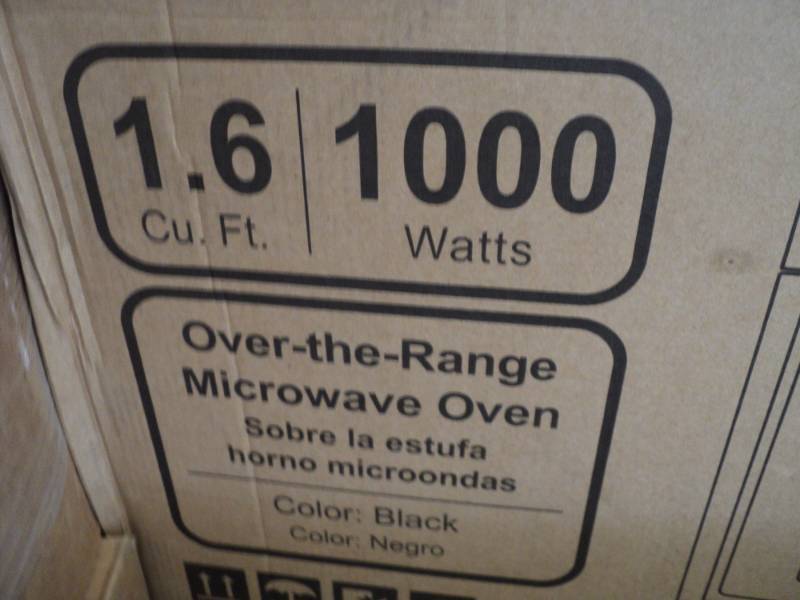 1.6
Cu. Ft.
1000
Watts
Over-the-Range
Microwave Oven
Sobre la estufa
horno microondas
Color: Black
Color: Negro